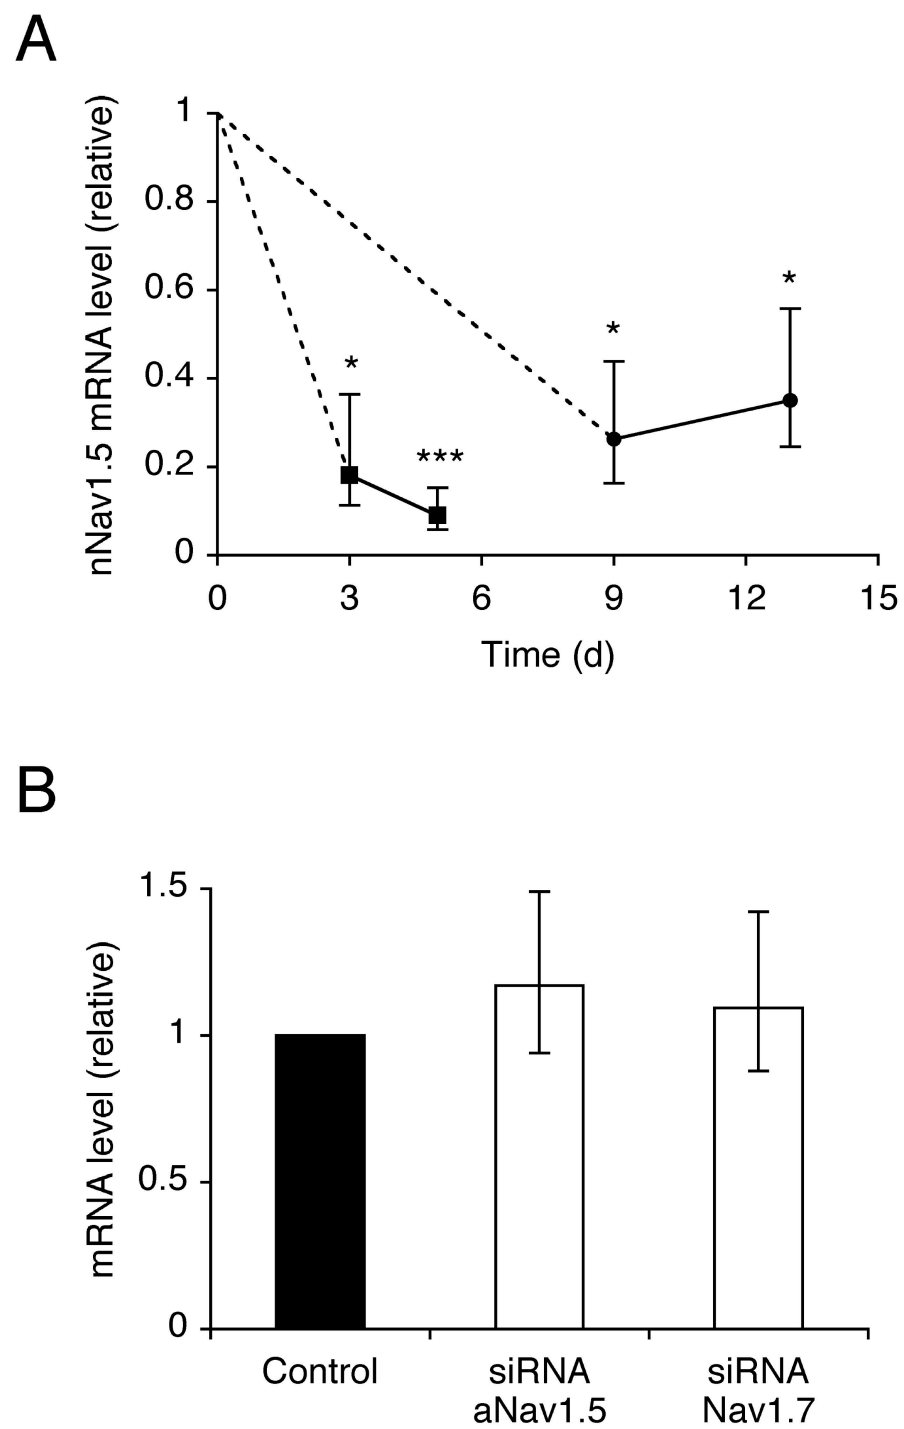 A
nNav1.5 mRNA level (relative)
1
0.8
0.6
0.4
0.2
0
*
***
*
*
0 3 6 9 12 15
Time (d)
B
mRNA level (relative)
1.5
1
0.5
0
Control siRNA siRNA
aNav1.5 Nav1.7